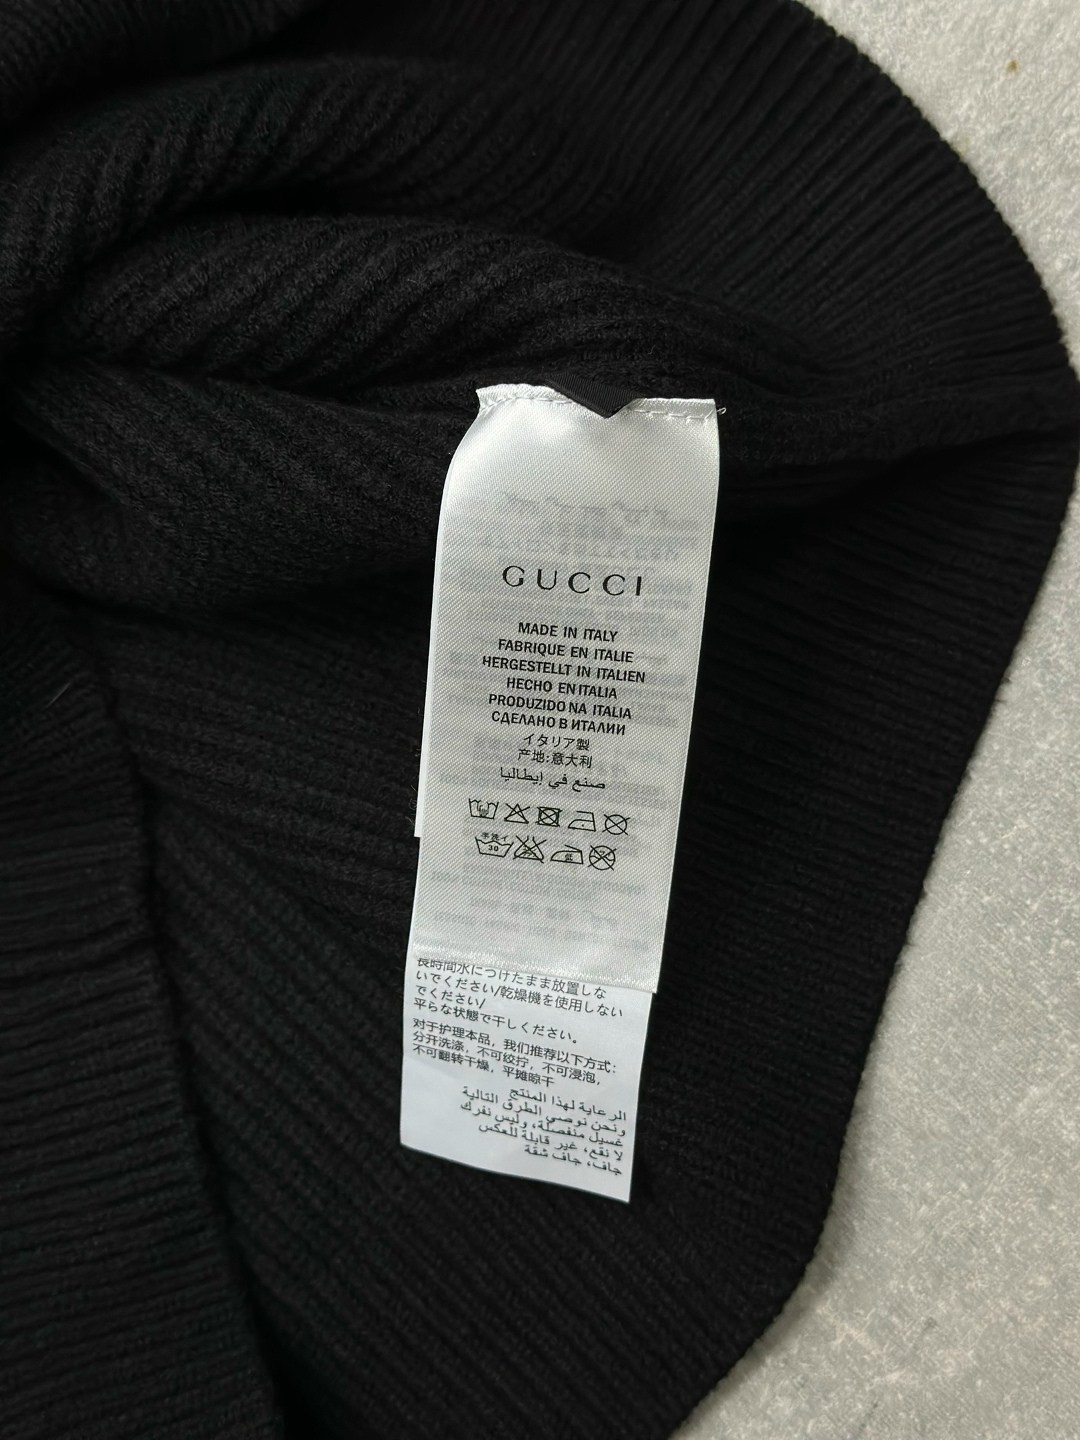 GUCCI
MADE IN ITALY
FABRIQUE EN ITALIE
HERGESTELLT IN ITALIEN
HECHO EN ITALIA
PRODUZIDO NA ITALIA
СДЕЛАНО В ИТАЛИИ
イタリア製
产地:意大利
صنع في إيطاليا
手洗イ
30
長時間水につけたまま放置しな
いでください/乾燥機を使用しない
でください/
平らな状態で干しください。
对于护理本品，我们推荐以下方式：
分开洗涤，不可绞拧，不可浸泡，
不可翻转干燥，平摊晾干
الرعاية لهذا المنتج
ونحن نوصي الطرق التالية
غسيل منفصلة، وليس نفرك
لا نقع، غير قابلة للعكس
جاف، جاف شقة